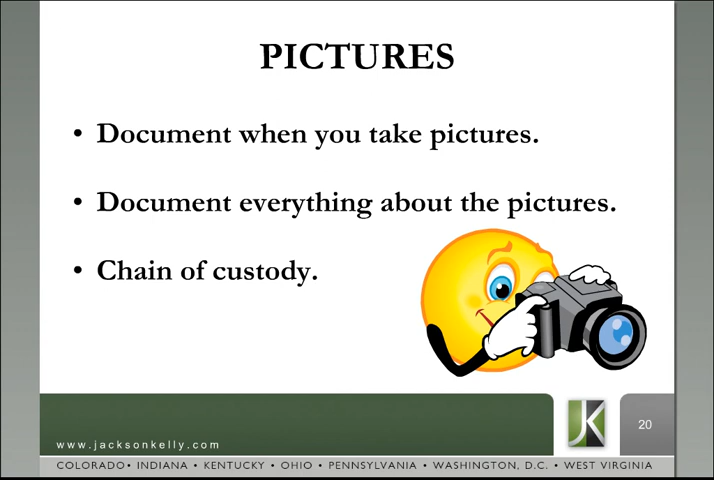 PICTURES
• Document when you take pictures.
• Document everything about the pictures.
• Chain of custody.
JK
20
www.jacksonkelly.com
COLORADO • INDIANA • KENTUCKY • OHIO • PENNSYLVANIA • WASHINGTON, D.C. • WEST VIRGINIA